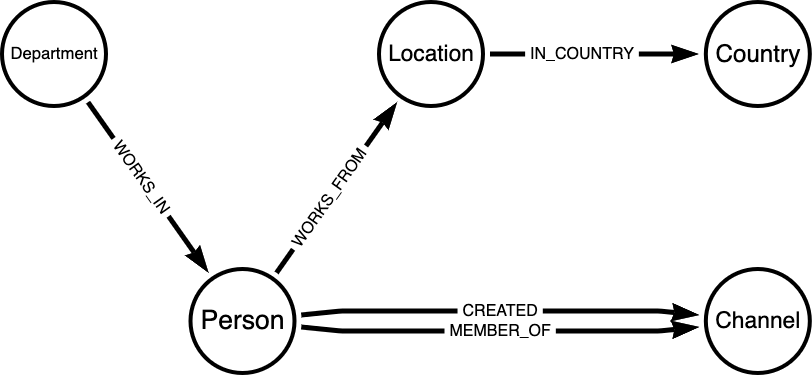 Department
Location
IN_COUNTRY
Country
WORKS_IN
WORKS_FROM
Person
CREATED
MEMBER_OF
Channel